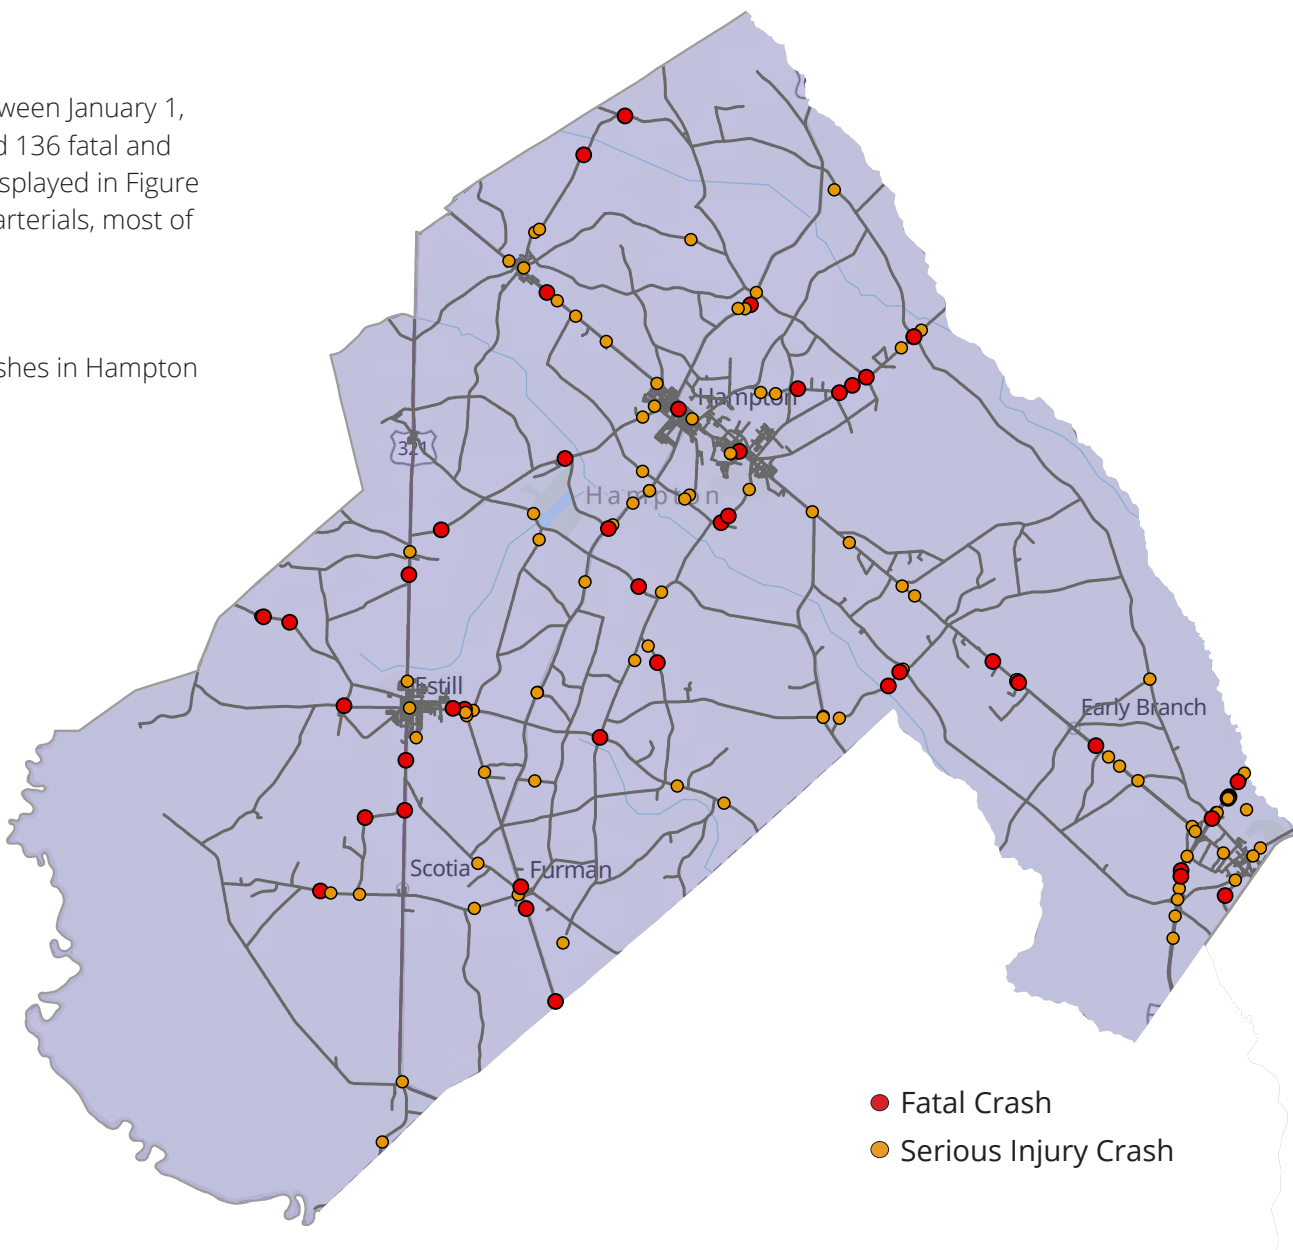 ween January 1,
d 136 fatal and
splayed in Figure
arterials, most of
shes in Hampton
Hampton
321
Hampton
Estill
Early Branch
Scotia
Furman
Fatal Crash
Serious Injury Crash